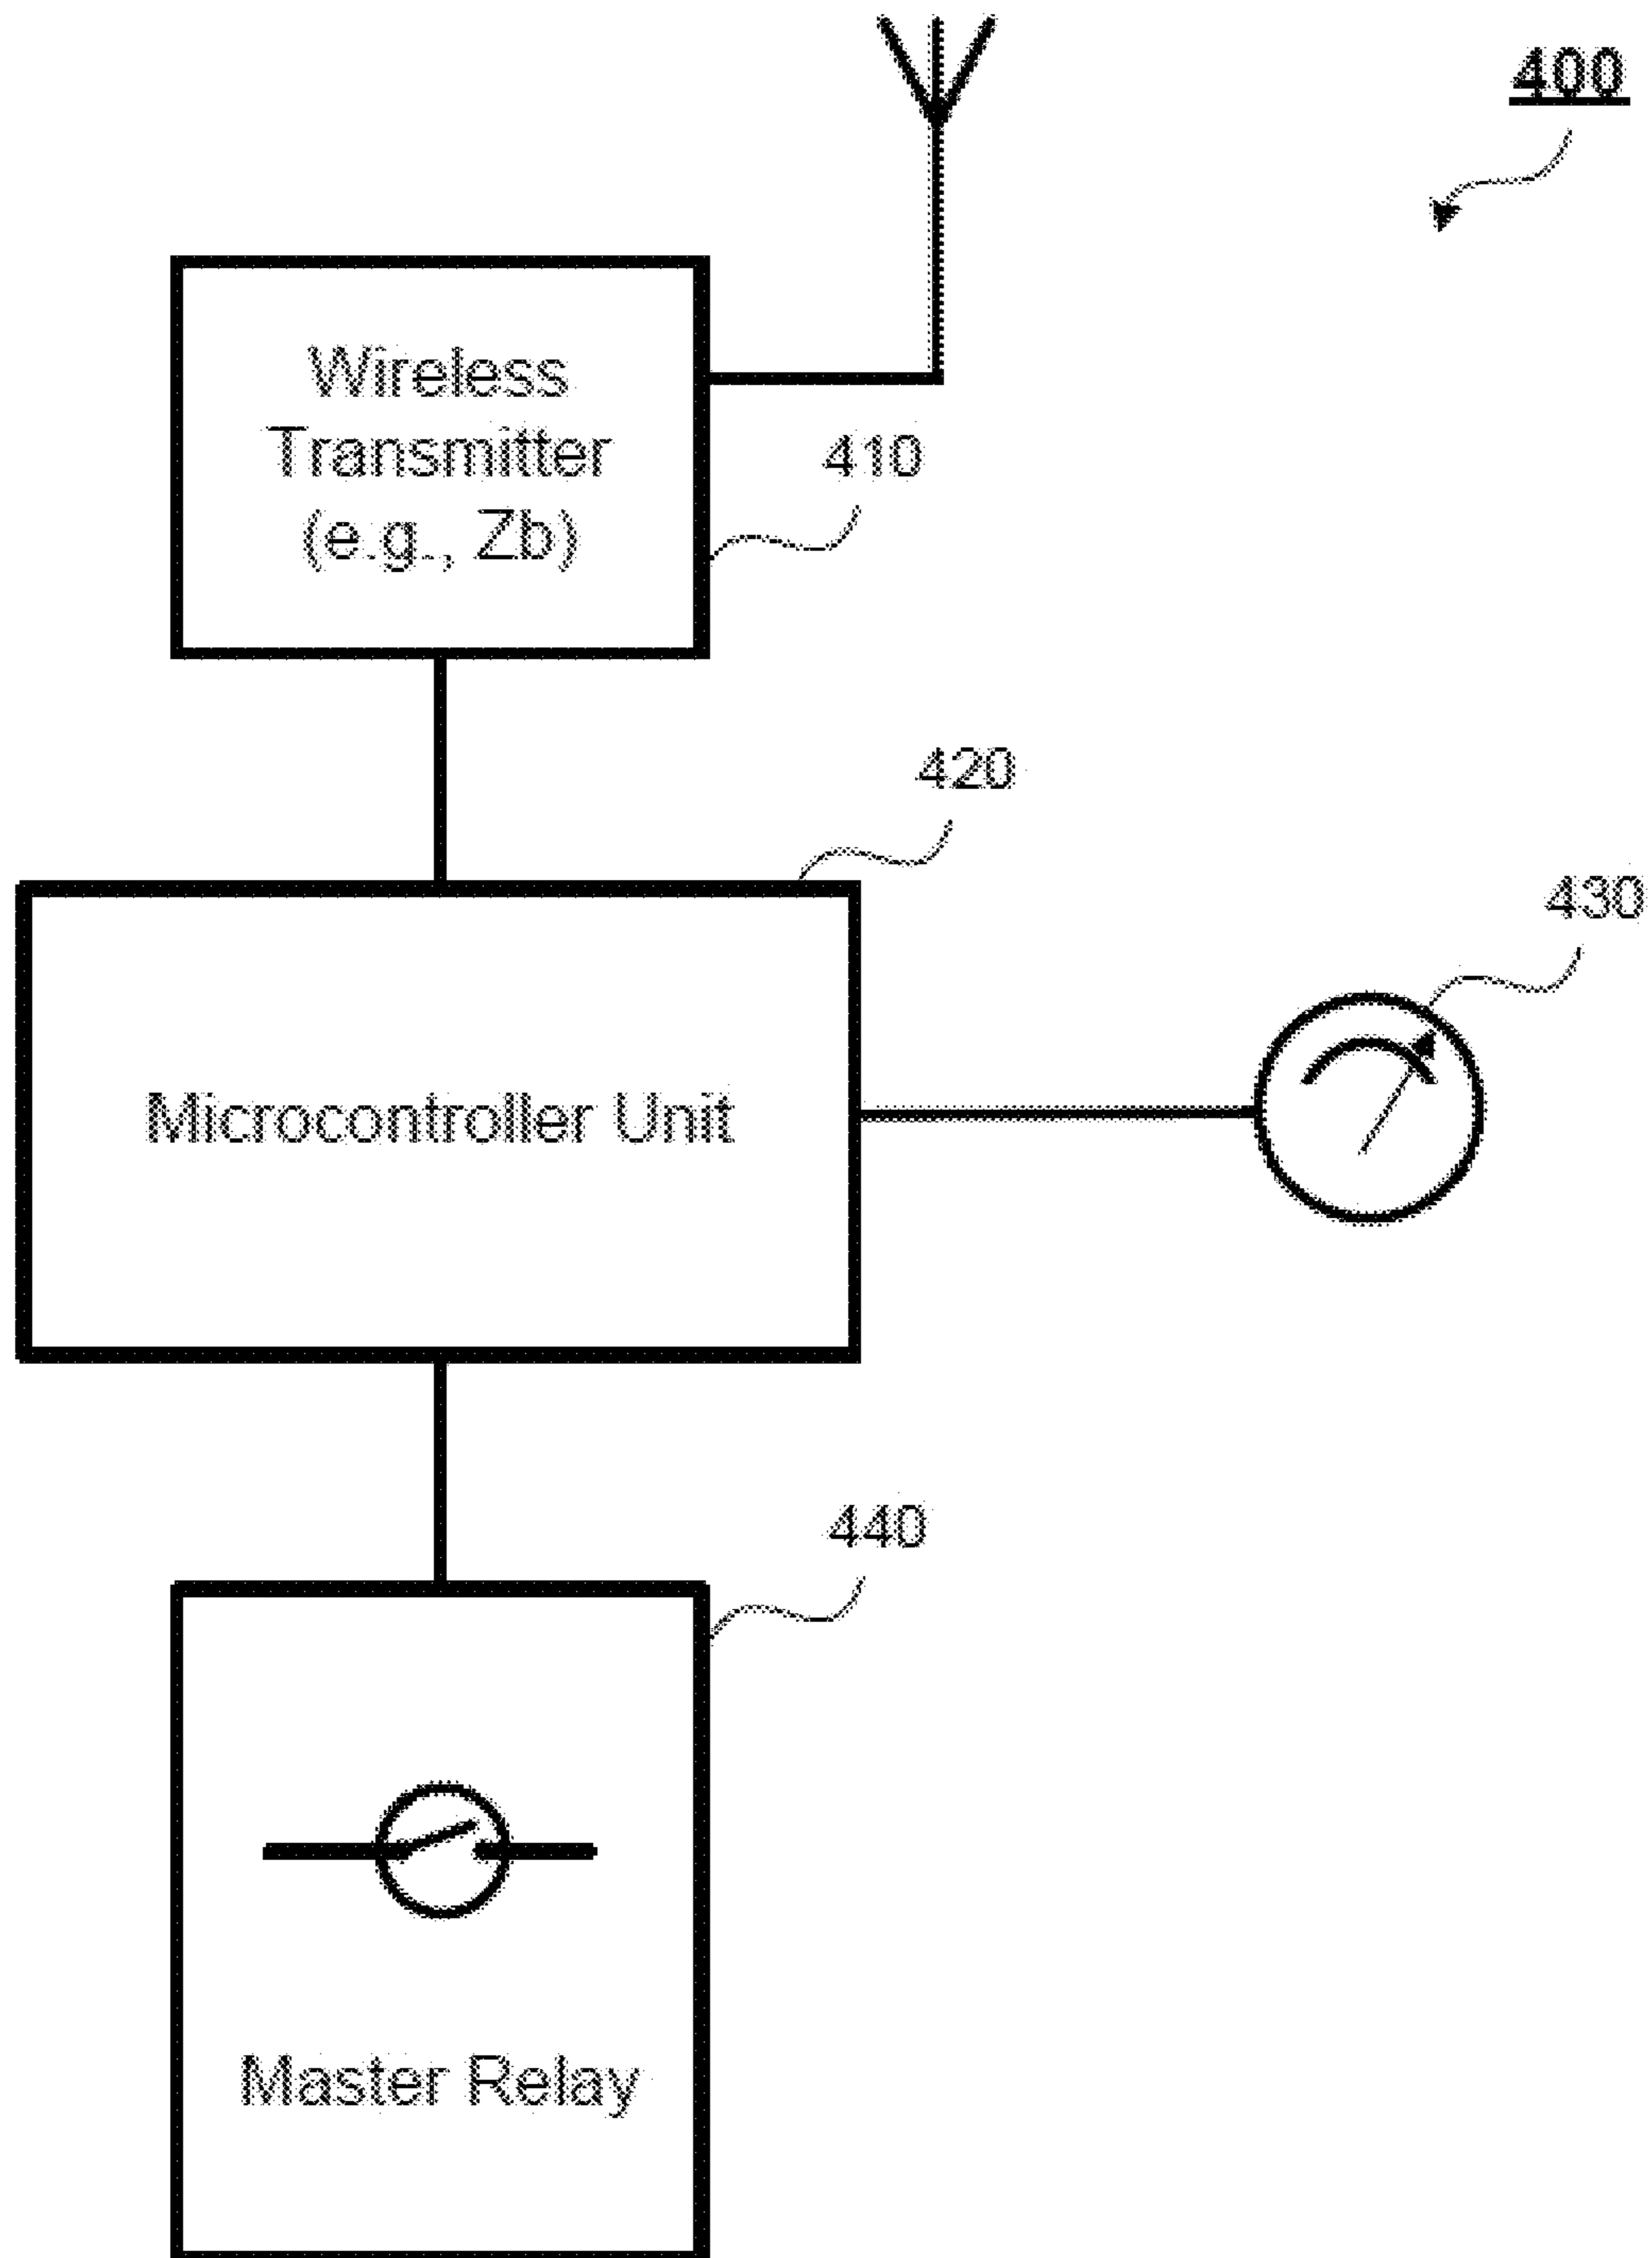 400
Wireless
Transmitter
(e.g., Zb)
410
420
430
Microcontroller Unit
440
Master Relay